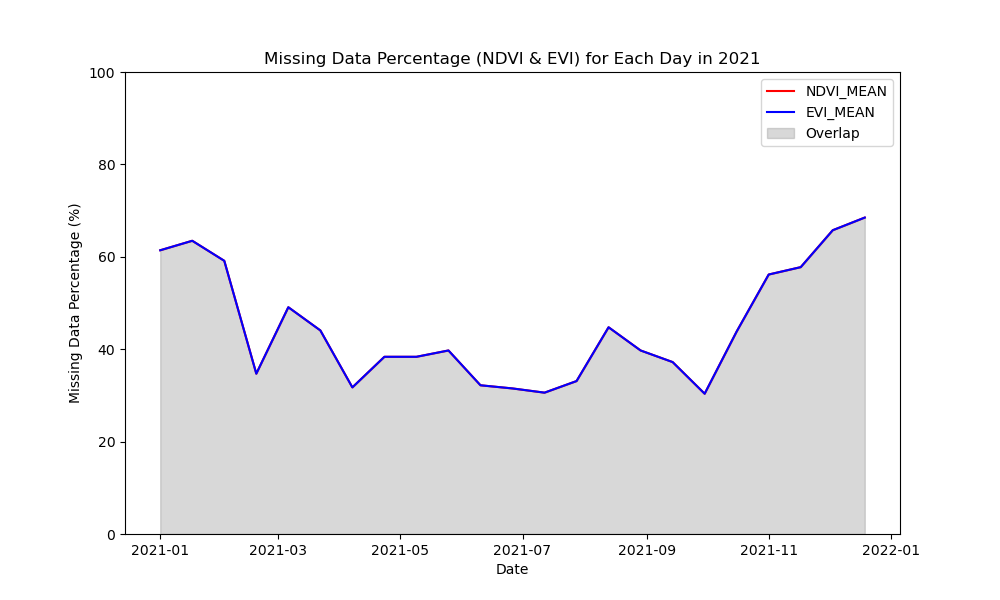 Missing Data Percentage (NDVI & EVI) for Each Day in 2021
100
80
60
40
20
0
Missing Data Percentage (%)
NDVI_MEAN
EVI_MEAN
Overlap
2021-01 2021-03 2021-05 2021-07 2021-09 2021-11 2022-01
Date